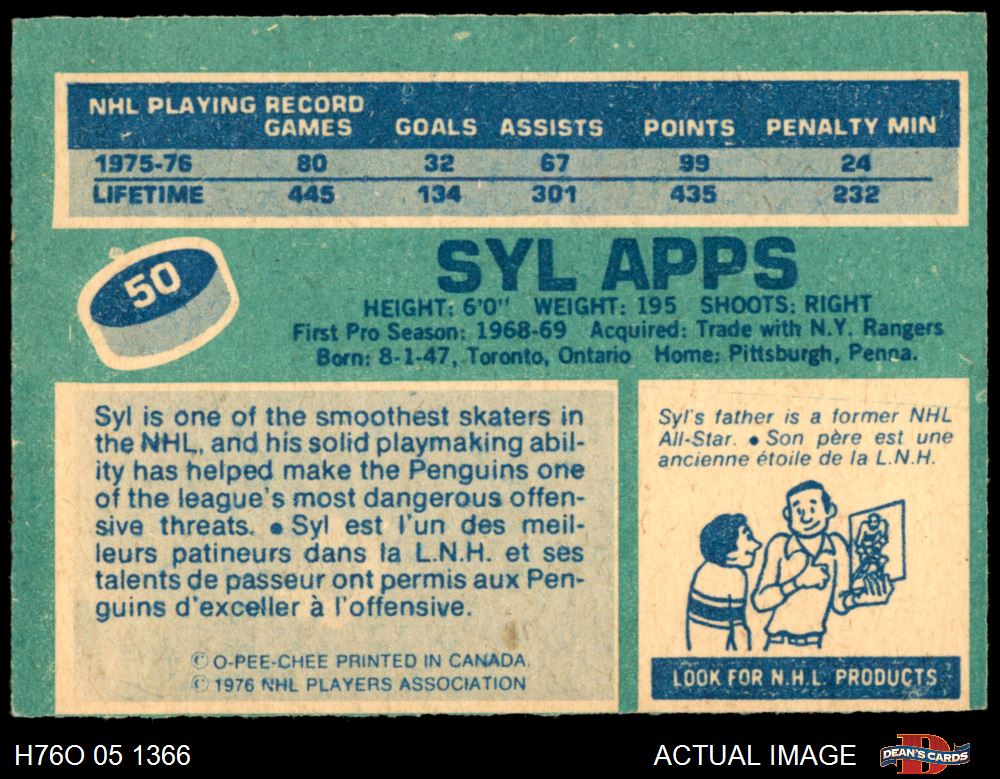 NHL PLAYING RECORD
GAMES GOALS ASSISTS POINTS PENALTY MIN
1975-76 80 32 67 99 24
LIFETIME 445 134 301 435 232
50
SYL APPS
HEIGHT: 6'0" WEIGHT: 195 SHOOTS: RIGHT
First Pro Season: 1968-69 Acquired: Trade with N.Y. Rangers
Born: 8-1-47, Toronto, Ontario Home: Pittsburgh, Penna.
Syl is one of the smoothest skaters in
the NHL, and his solid playmaking abil-
ity has helped make the Penguins one
of the league's most dangerous offen-
sive threats. ● Syl est l'un des meil-
leurs patineurs dans la L.N.H. et ses
talents de passeur ont permis aux Pen-
guins d'exceller à l'offensive.
© O-PEE-CHEE PRINTED IN CANADA.
© 1976 NHL PLAYERS ASSOCIATION
Syl's father is a former NHL
All-Star. ● Son père est une
ancienne étoile de la L.N.H.
LOOK FOR N.H.L. PRODUCTS
H76O 05 1366
ACTUAL IMAGE
DEAN'S CARDS